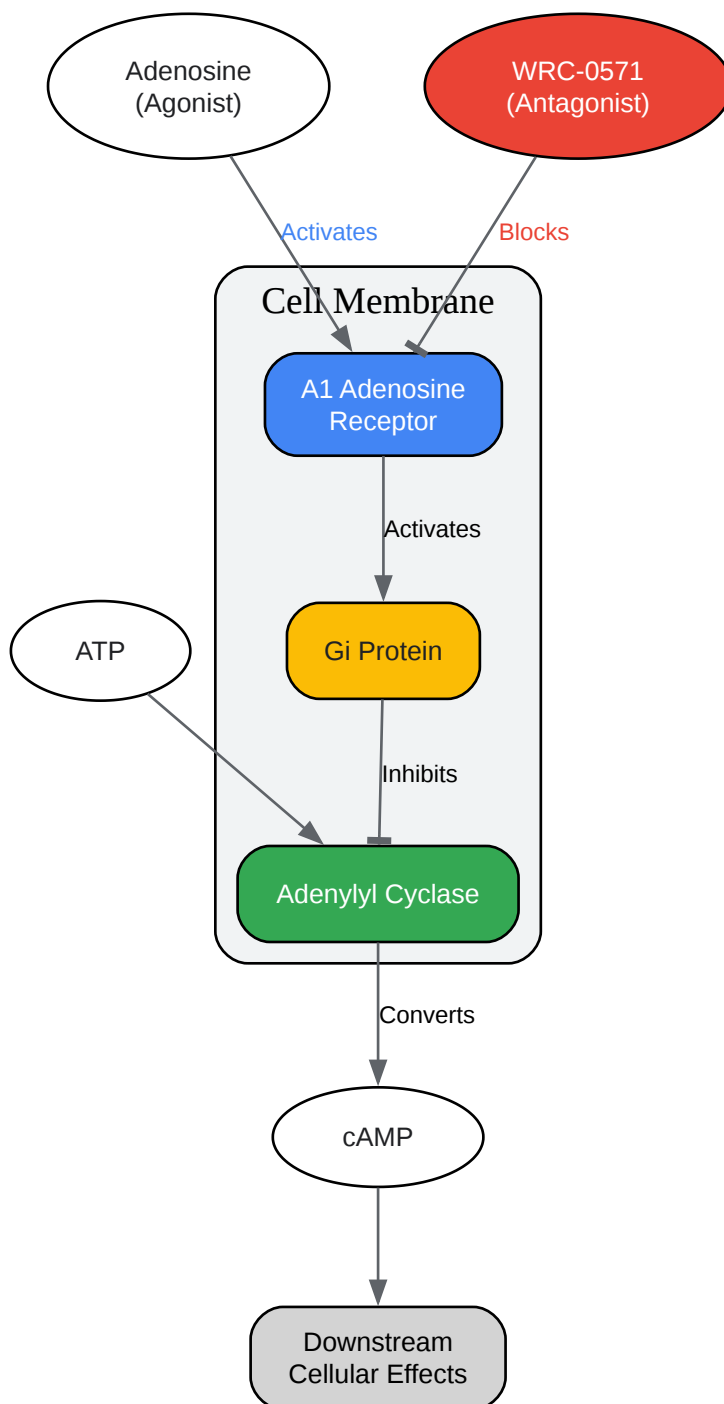 Adenosine
(Agonist)
WRC-0571
(Antagonist)
Activates
Blocks
Cell Membrane
A1 Adenosine
Receptor
Activates
ATP
Gi Protein
Inhibits
Adenylyl Cyclase
Converts
cAMP
Downstream
Cellular Effects